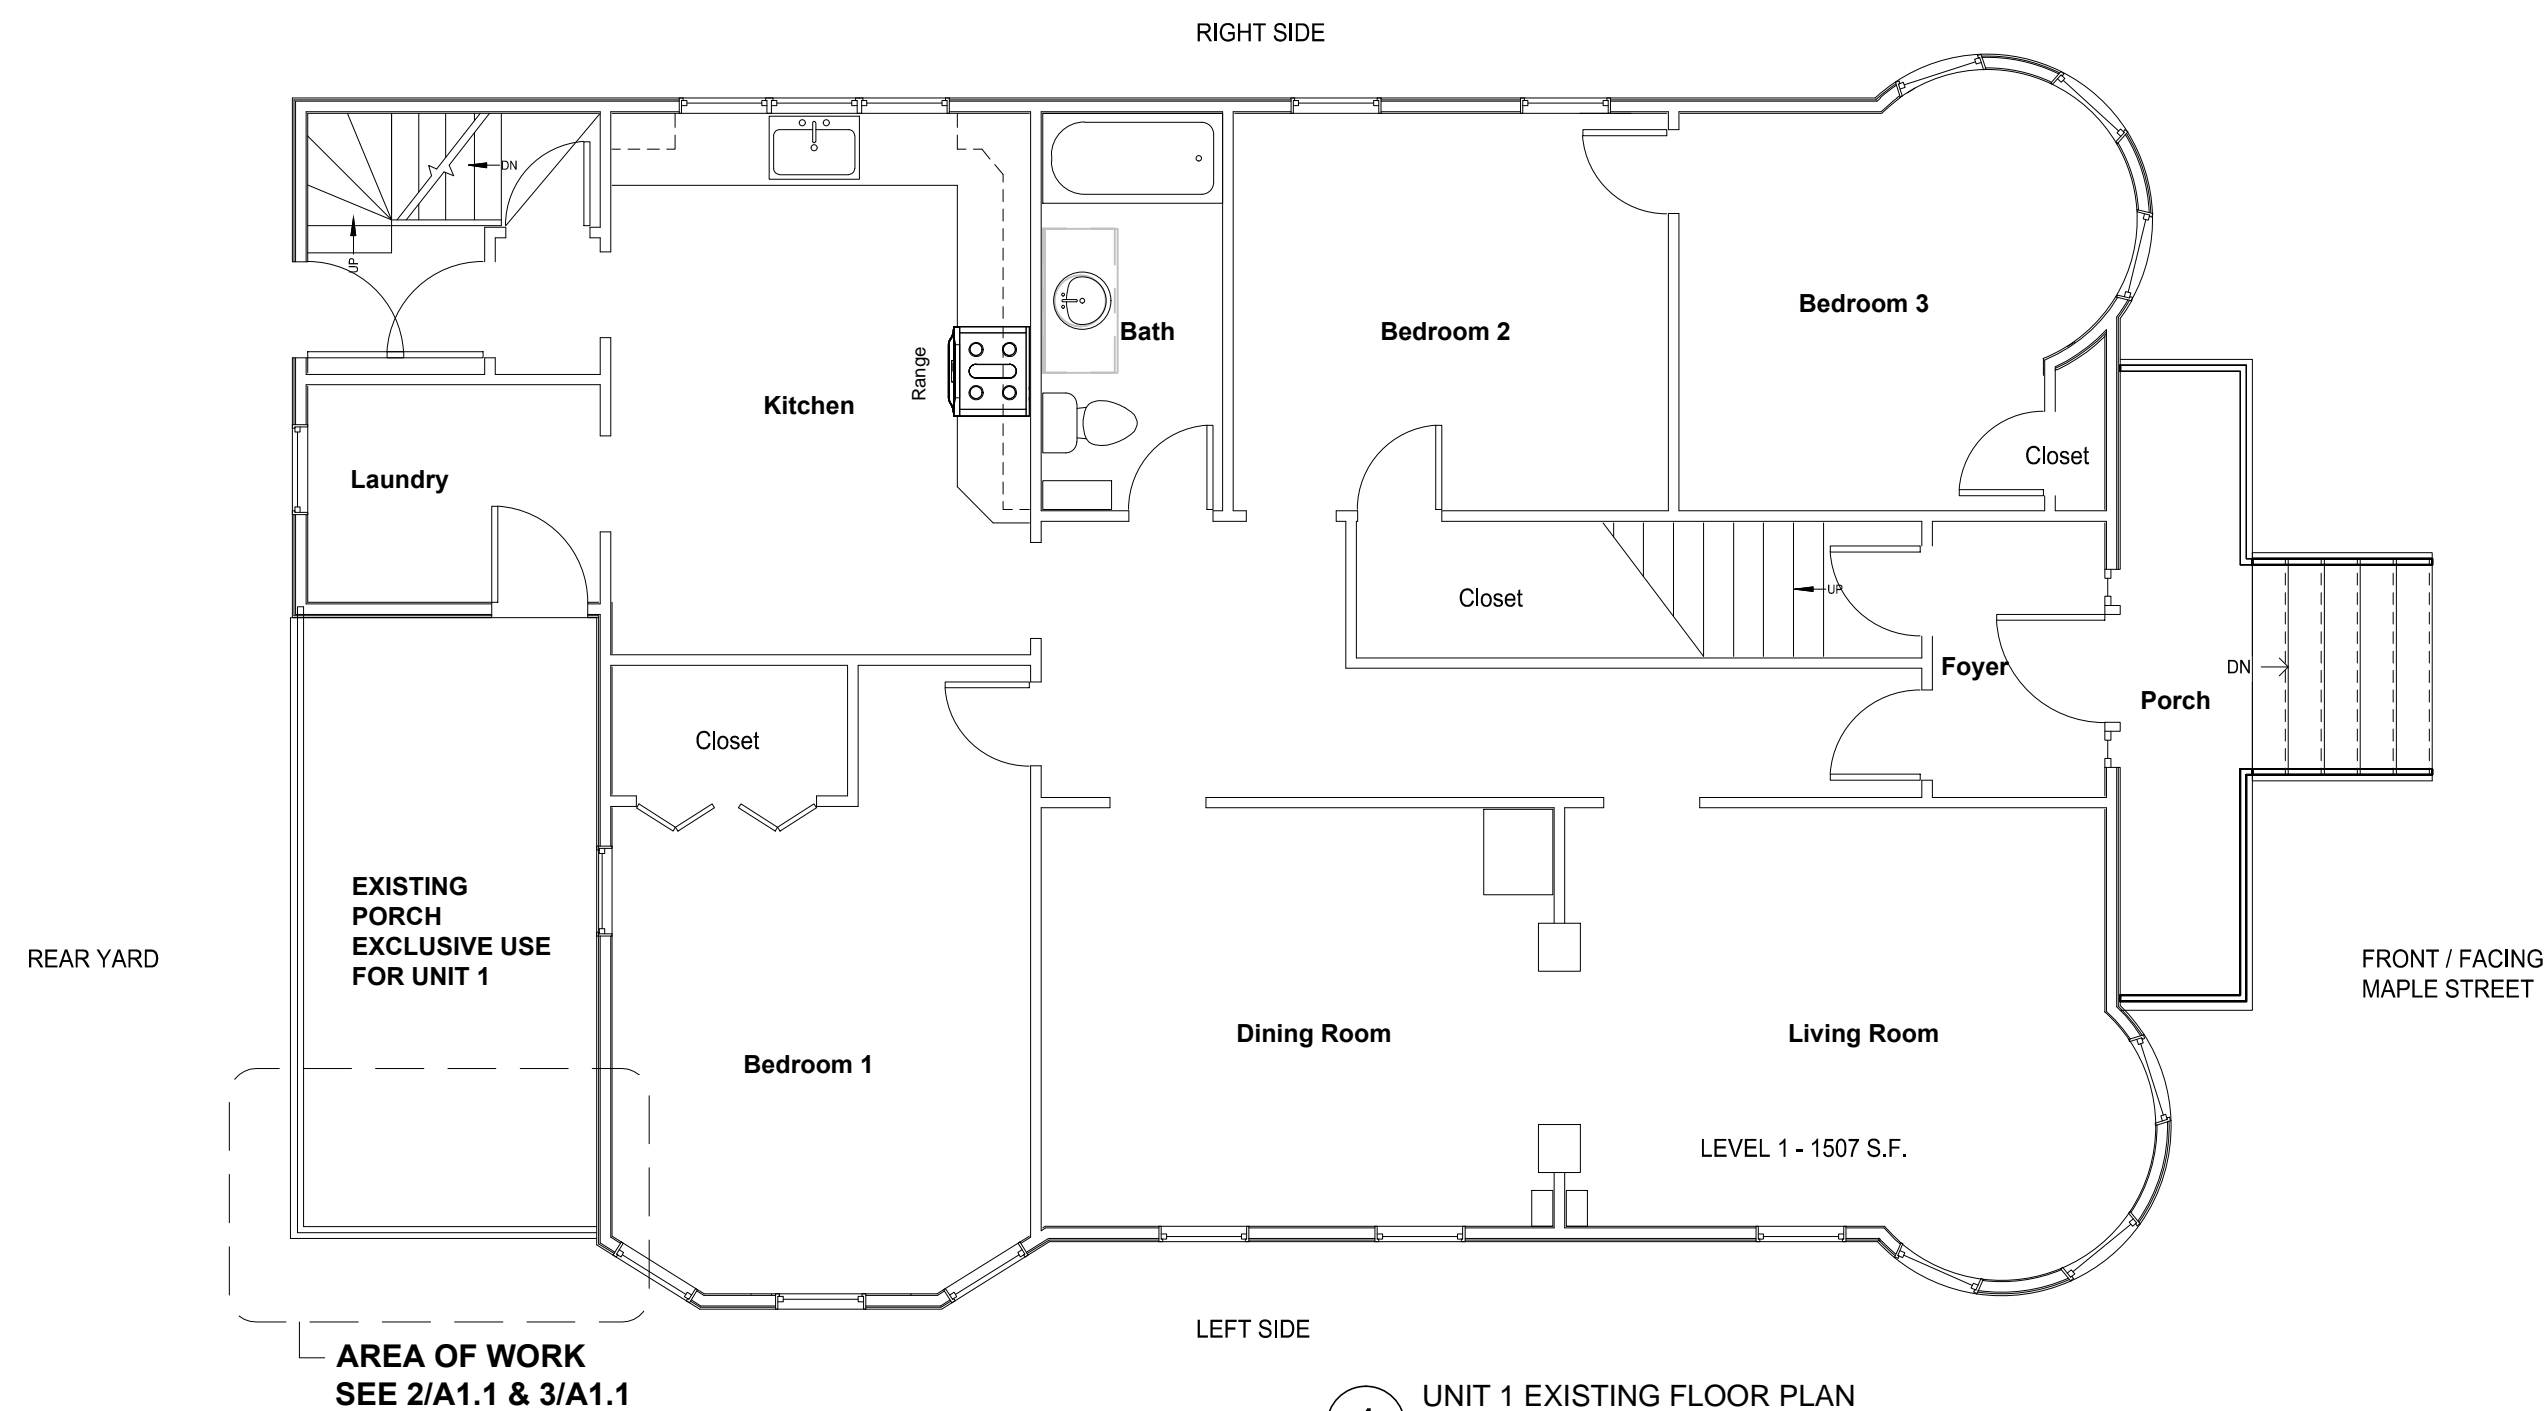 RIGHT SIDE
DN
UP
Range
Kitchen
Bath
Bedroom 2
Bedroom 3
Laundry
Closet
Closet
UP
Foyer
Porch
DN
Closet
EXISTING
PORCH
EXCLUSIVE USE
FOR UNIT 1
REAR YARD
FRONT / FACING
MAPLE STREET
Bedroom 1
Dining Room
Living Room
LEVEL 1 - 1507 S.F.
LEFT SIDE
AREA OF WORK
SEE 2/A1.1 & 3/A1.1
UNIT 1 EXISTING FLOOR PLAN